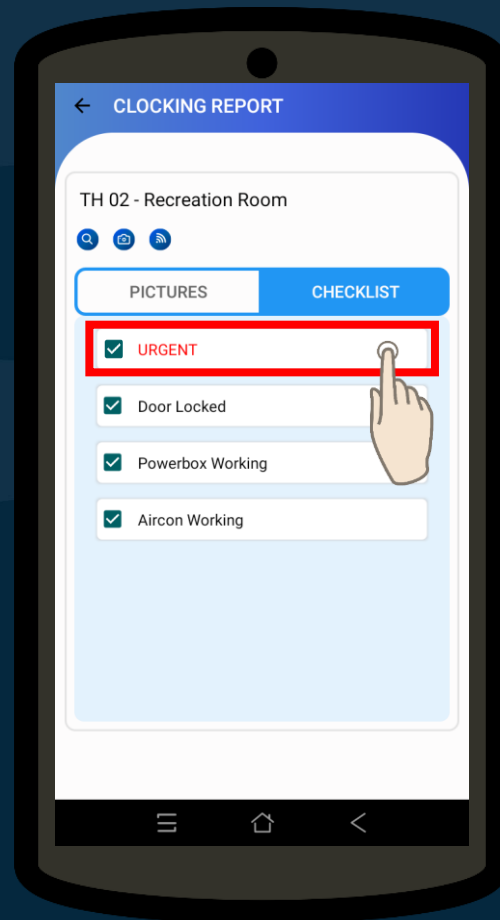 CLOCKING REPORT
TH 02 - Recreation Room
PICTURES
CHECKLIST
URGENT
Door Locked
Powerbox Working
Aircon Working